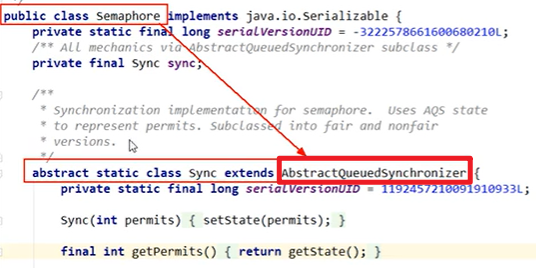 public class Semaphore implements java.io.Serializable {
private static final long serialVersionUID = -3222578661600680210L;
/** All mechanics via AbstractQueuedSynchronizer subclass */
private final Sync sync;
/**
* Synchronization implementation for semaphore.  Uses AQS state
* to represent permits. Subclassed into fair and nonfair
* versions.
*/
abstract static class Sync extends AbstractQueuedSynchronizer {
private static final long serialVersionUID = 1192457210091910933L;
Sync(int permits) { setState(permits); }
final int getPermits() { return getState(); }